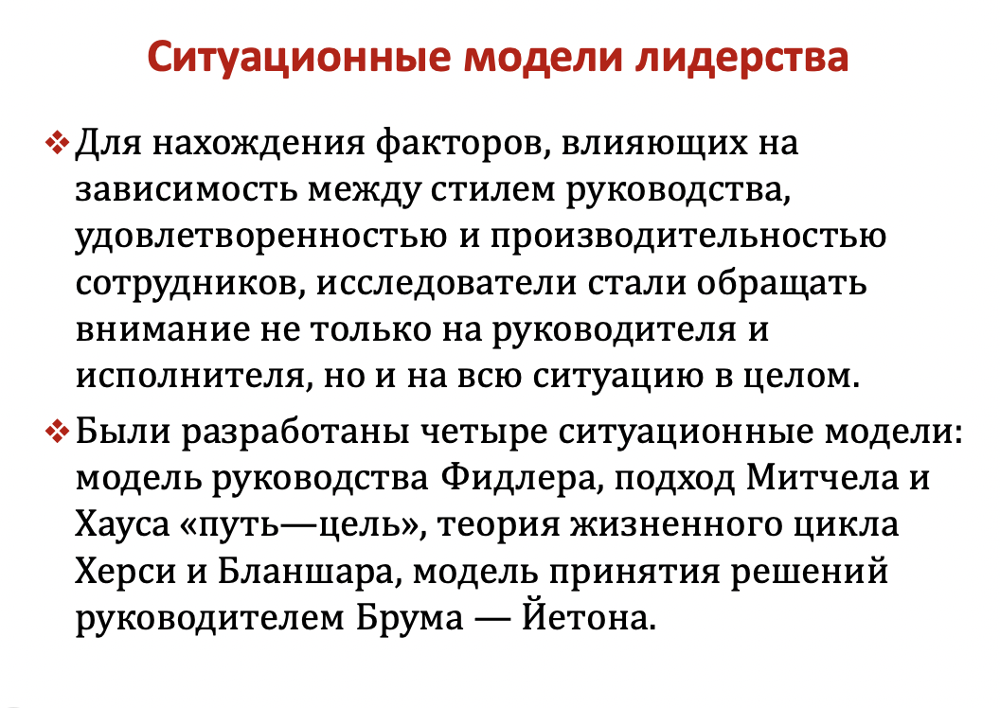 Ситуационные модели лидерства
❖Для нахождения факторов, влияющих на
зависимость между стилем руководства,
удовлетворенностью и производительностью
сотрудников, исследователи стали обращать
внимание не только на руководителя и
исполнителя, но и на всю ситуацию в целом.
❖Были разработаны четыре ситуационные модели:
модель руководства Фидлера, подход Митчела и
Хауса «путь—цель», теория жизненного цикла
Херси и Бланшара, модель принятия решений
руководителем Брума — Йетона.